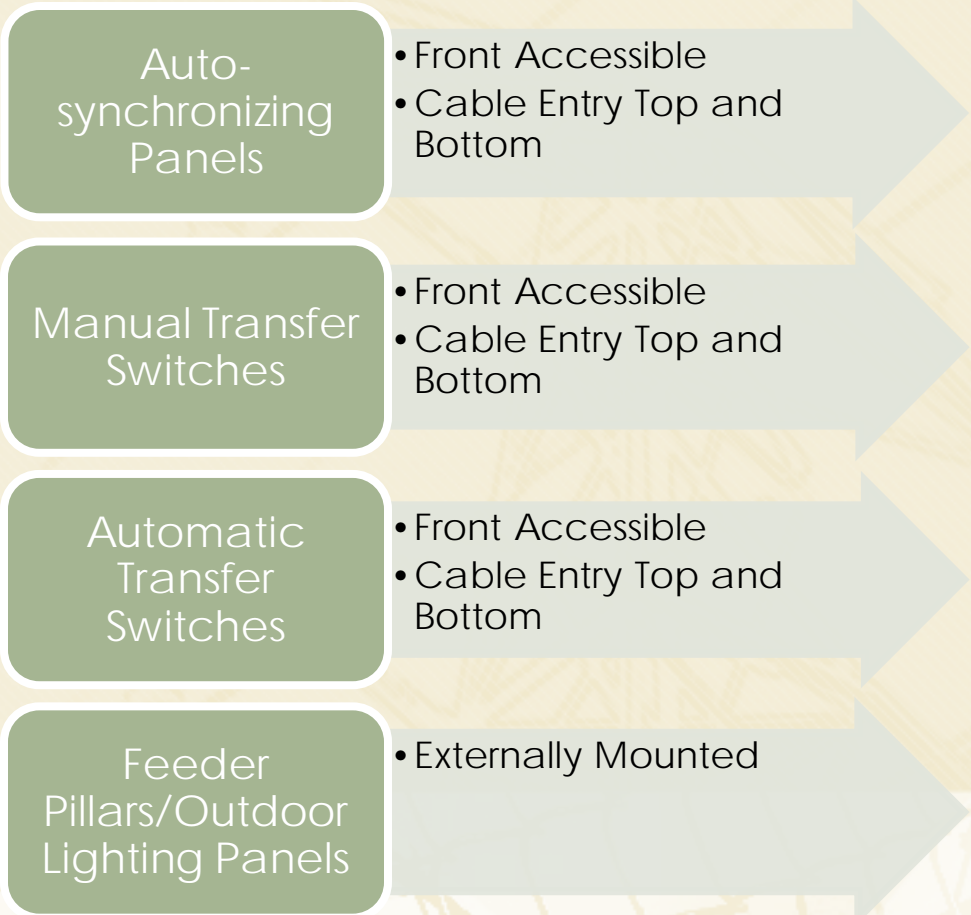 Auto-
synchronizing
Panels
• Front Accessible
• Cable Entry Top and
Bottom
Manual Transfer
Switches
• Front Accessible
• Cable Entry Top and
Bottom
Automatic
Transfer
Switches
• Front Accessible
• Cable Entry Top and
Bottom
Feeder
Pillars/Outdoor
Lighting Panels
• Externally Mounted